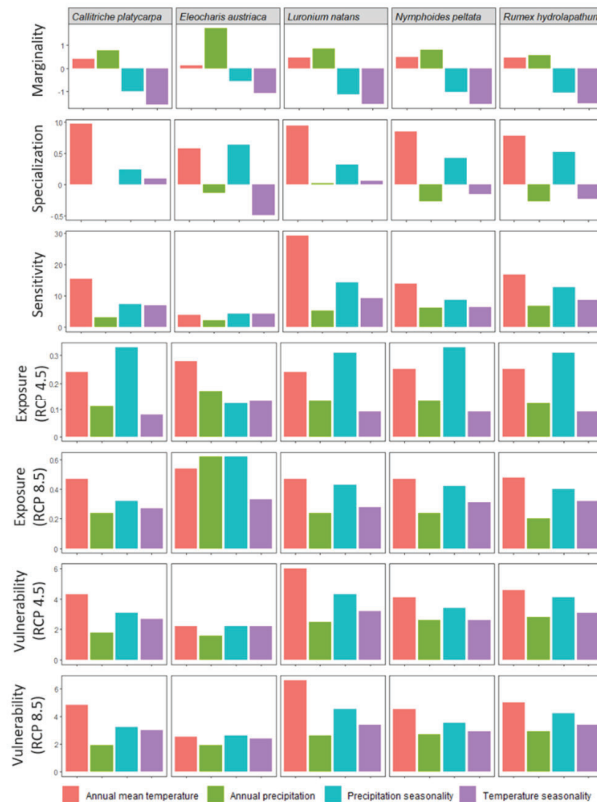 Callitriche platycarpa Eleocharis austriaca Luronium natans Nymphoides peltata Rumex hydrolapathum
Marginality
1
0
-1
Specialization
1.0
0.5
0
-0.5
Sensitivity
30
20
10
0
Exposure
(RCP 4.5)
0.3
0.2
0.1
0
Exposure
(RCP 8.5)
0.6
0.4
0.2
0
Vulnerability
(RCP 4.5)
6
4
2
0
Vulnerability
(RCP 8.5)
6
4
2
0
Annual mean temperature Annual precipitation Precipitation seasonality Temperature seasonality